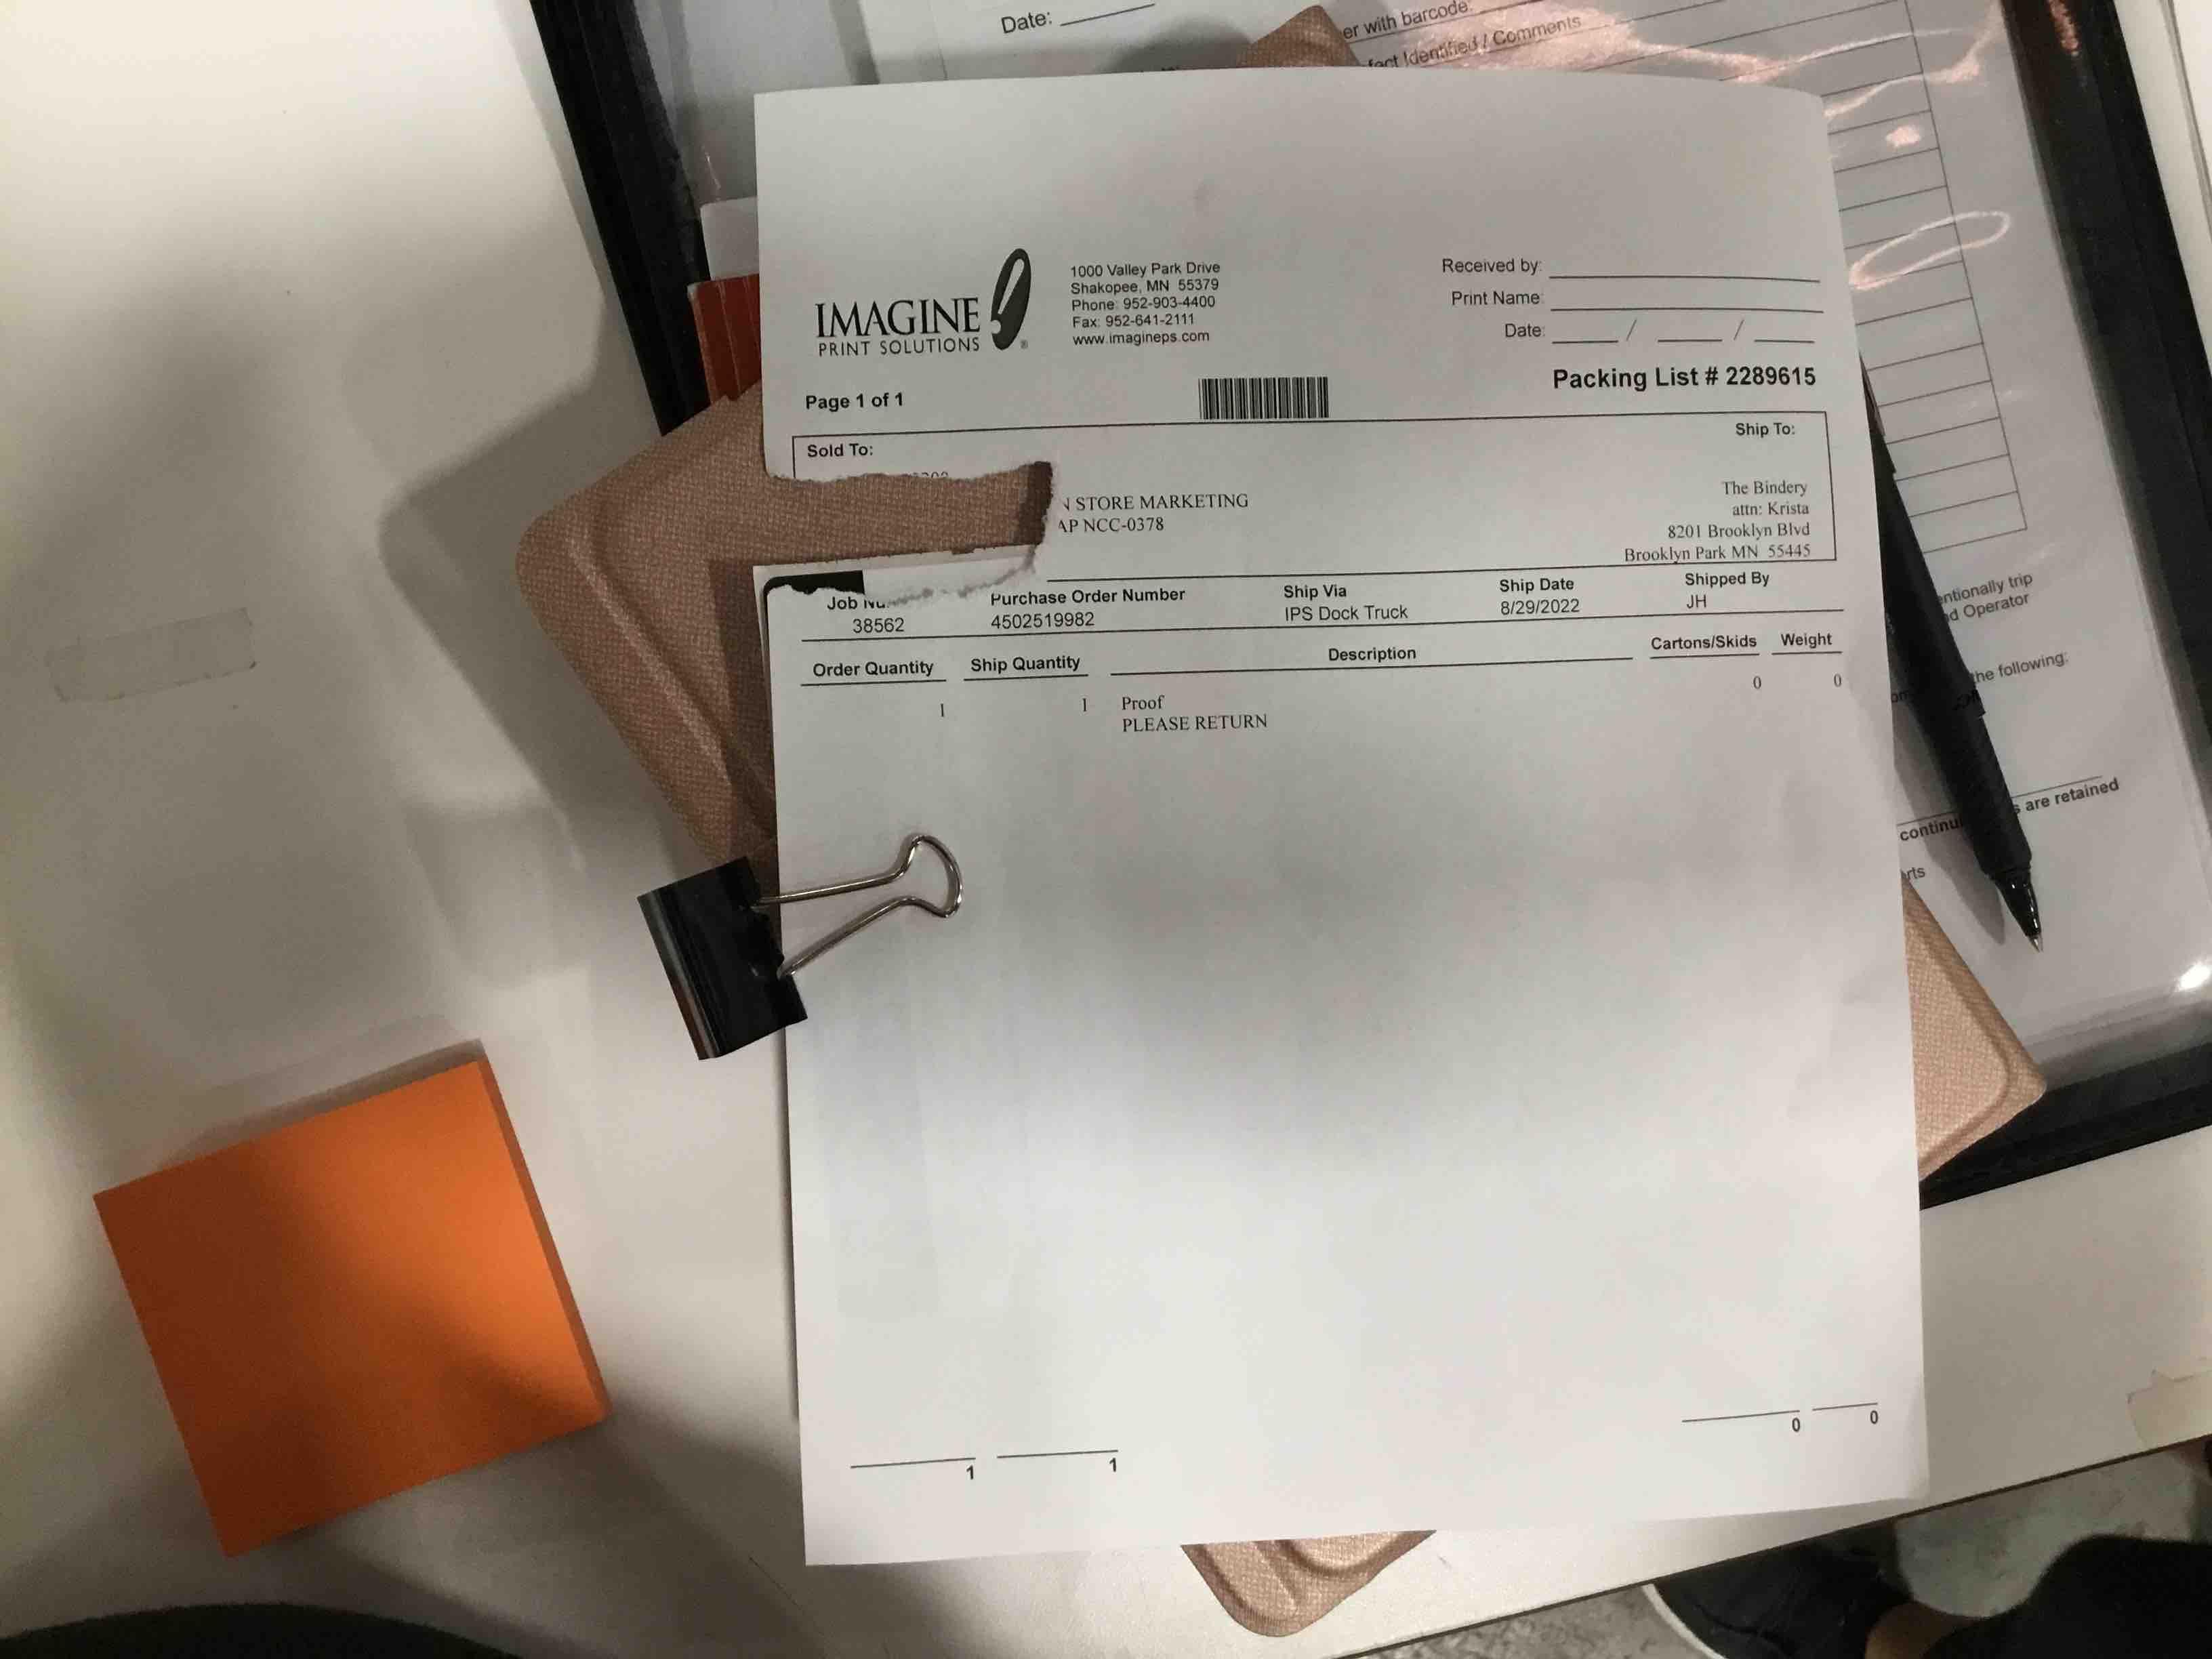 Date:
er with barcode:
fect Identified / Comments
IMAGINE
PRINT SOLUTIONS
1000 Valley Park Drive
Shakopee, MN 55379
Phone: 952-903-4400
Fax: 952-641-2111
www.imagineps.com
Received by:
Print Name:
Date: / /
Page 1 of 1
Packing List # 2289615
Sold To:
Ship To:
STORE MARKETING
AP NCC-0378
The Bindery
attn: Krista
8201 Brooklyn Blvd
Brooklyn Park MN 55445
Job
Purchase Order Number
Ship Via
Ship Date
Shipped By
38562
4502519982
IPS Dock Truck
8/29/2022
JH
Order Quantity
Ship Quantity
Description
Cartons/Skids
Weight
1
1
Proof
0
0
PLEASE RETURN
1
1
0
0
entionally trip
d Operator
the following:
continu
are retained
rts